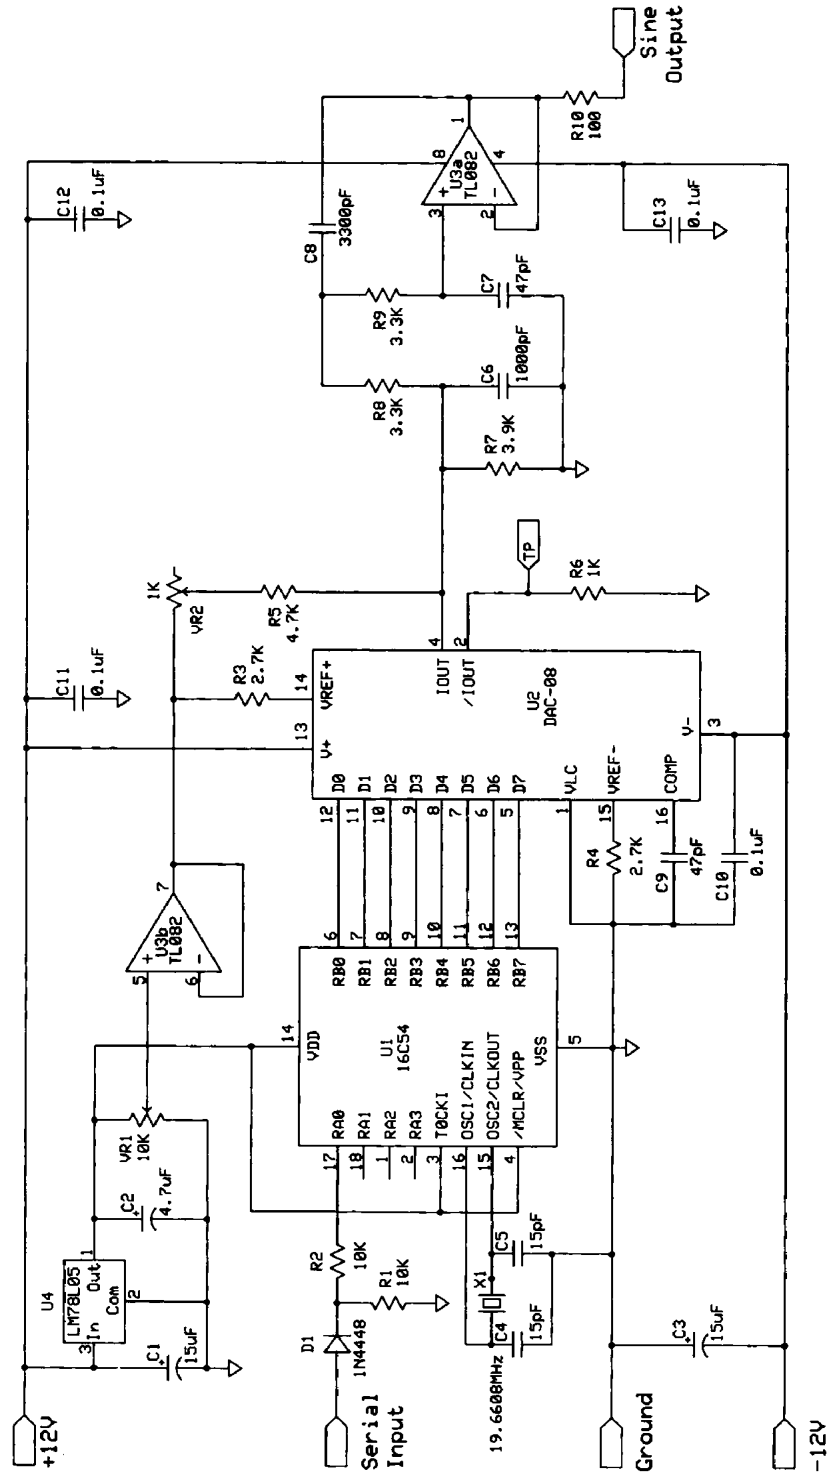 +12V
U4
LM78L05
3
In
Out
1
Com
2
C1
+
15uF
C2
+
4.7uF
VR1
10K
5
+
6
-
U3b
TL082
7
C11
0.1uF
C12
0.1uF
1K
VR2
R3
2.7K
R5
4.7K
Serial
Input
D1
1N4448
R2
10K
R1
10K
19.6608MHz
C4
15pF
X1
C5
15pF
14
VDD
17
RA0
18
RA1
1
RA2
2
RA3
3
T0CKI
16
OSC1/CLKIN
15
OSC2/CLKOUT
4
/MCLR/VPP
U1
16C54
VSS
5
RB0
6
RB1
7
RB2
8
RB3
9
RB4
10
RB5
11
RB6
12
RB7
13
12
D0
11
D1
10
D2
9
D3
8
D4
7
D5
6
D6
5
D7
1
VLC
15
VREF-
16
COMP
13
V+
14
VREF+
U2
DAC-08
IOUT
4
/IOUT
2
V-
3
R4
2.7K
C9
47pF
C10
0.1uF
TP
R6
1K
R7
3.9K
R8
3.3K
C6
1000pF
R9
3.3K
C7
47pF
C8
3300pF
3
+
2
-
U3a
TL082
8
4
1
C13
0.1uF
R10
100
Sine
Output
Ground
C3
+
15uF
-12V